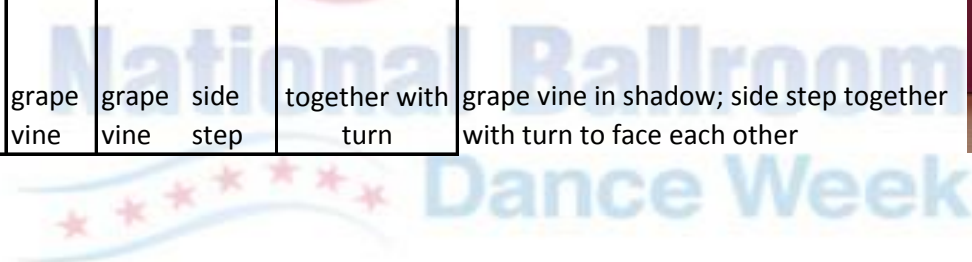 National Ballroom
grape grape side together with grape vine in shadow; side step together
vine vine step turn with turn to face each other
Dance Week